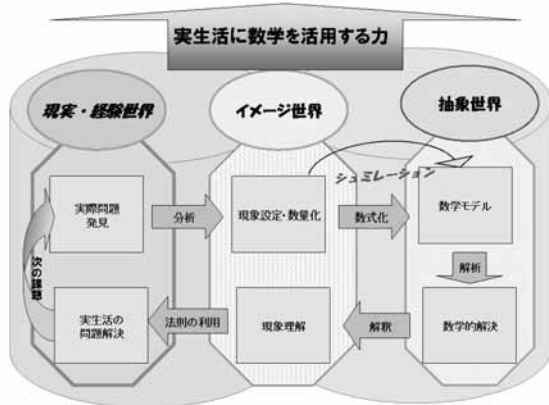 実生活に数学を活用する力
現実・経験世界
イメージ世界
抽象世界
シュミレーション
実際問題
発見
分析
現象設定・数量化
数式化
数学モデル
解析
次の課題
実生活の
問題解決
法則の利用
現象理解
解釈
数学的解決